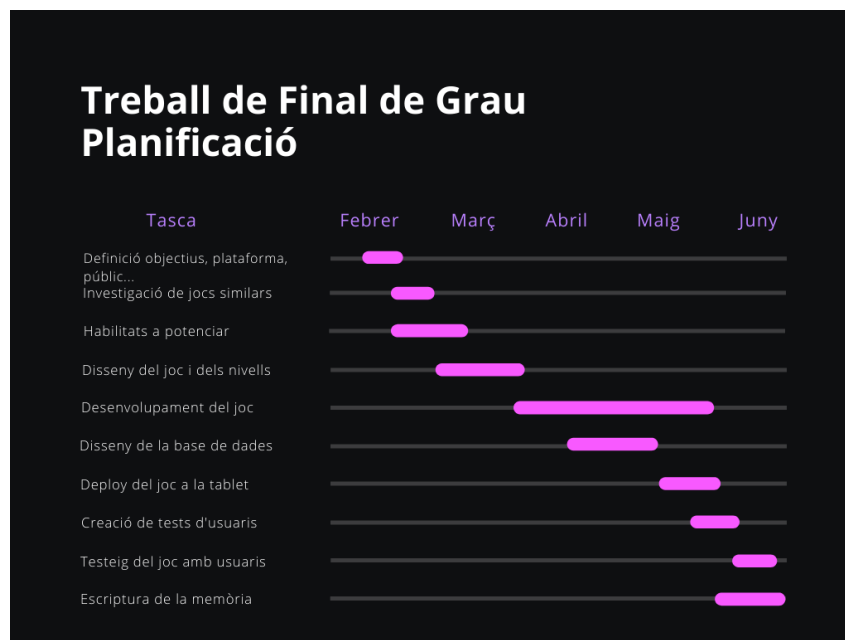 Treball de Final de Grau
Planificació
Tasca Febrer Març Abril Maig Juny
Definició objectius, plataforma,
públic...
Investigació de jocs similars
Habilitats a potenciar
Disseny del joc i dels nivells
Desenvolupament del joc
Disseny de la base de dades
Deploy del joc a la tablet
Creació de tests d'usuaris
Testeig del joc amb usuaris
Escriptura de la memòria